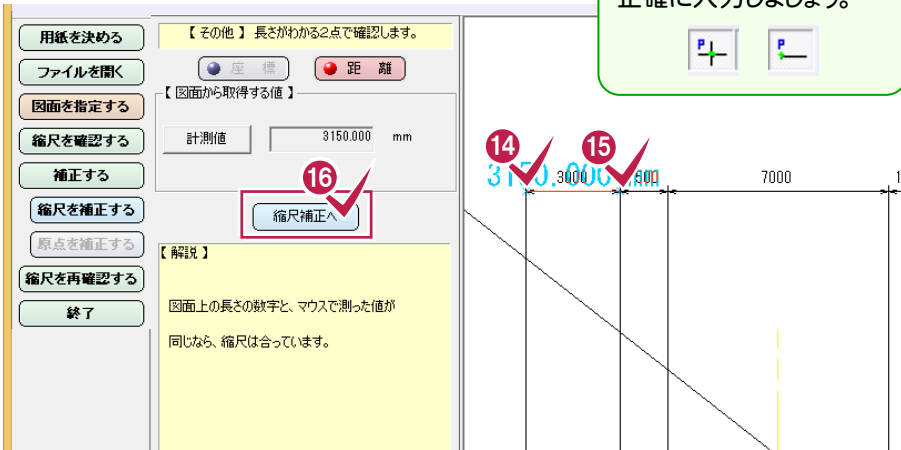 正確に入力しましょう。
用紙を決める
ファイルを開く
図面を指定する
縮尺を確認する
補正する
縮尺を補正する
原点を補正する
縮尺を再確認する
終了
【 その他 】 長さがわかる2点で確認します。
座 標
距 離
【 図面から取得する値 】
計測値
3150.000 mm
16
縮尺補正へ
【 解説 】
図面上の長さの数字と、マウスで測った値が
同じなら、縮尺は合っています。
P
P
14
15
3150.000 mm
3000
500
7000
1